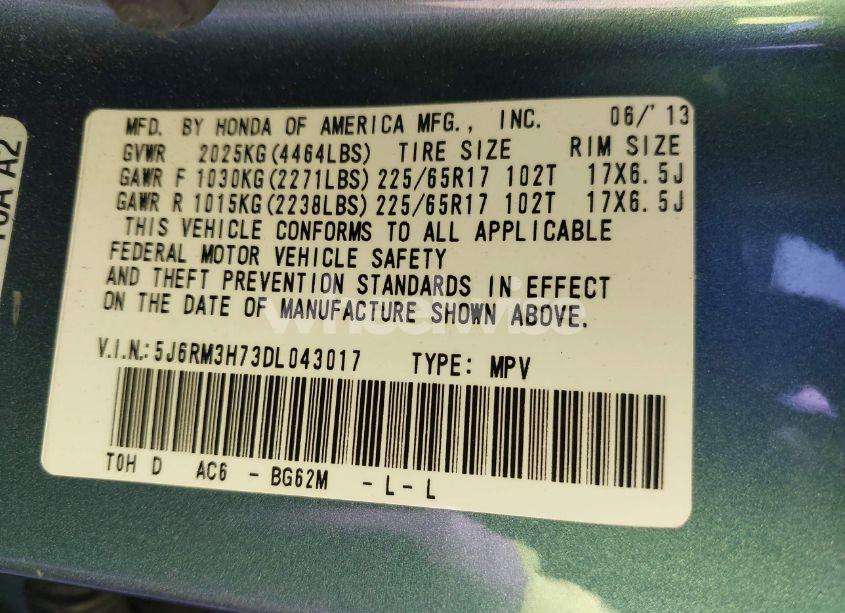 MFD. BY HONDA OF AMERICA MFG., INC. 06/'13
GVWR 2025KG(4464LBS) TIRE SIZE RIM SIZE
GAWR F 1030KG(2271LBS) 225/65R17 102T 17X6.5J
GAWR R 1015KG(2238LBS) 225/65R17 102T 17X6.5J
THIS VEHICLE CONFORMS TO ALL APPLICABLE
FEDERAL MOTOR VEHICLE SAFETY
AND THEFT PREVENTION STANDARDS IN EFFECT
ON THE DATE OF MANUFACTURE SHOWN ABOVE.
V.I.N.: 5J6RM3H73DL043017 TYPE: MPV
T0H D AC6 - BG62M - L - L